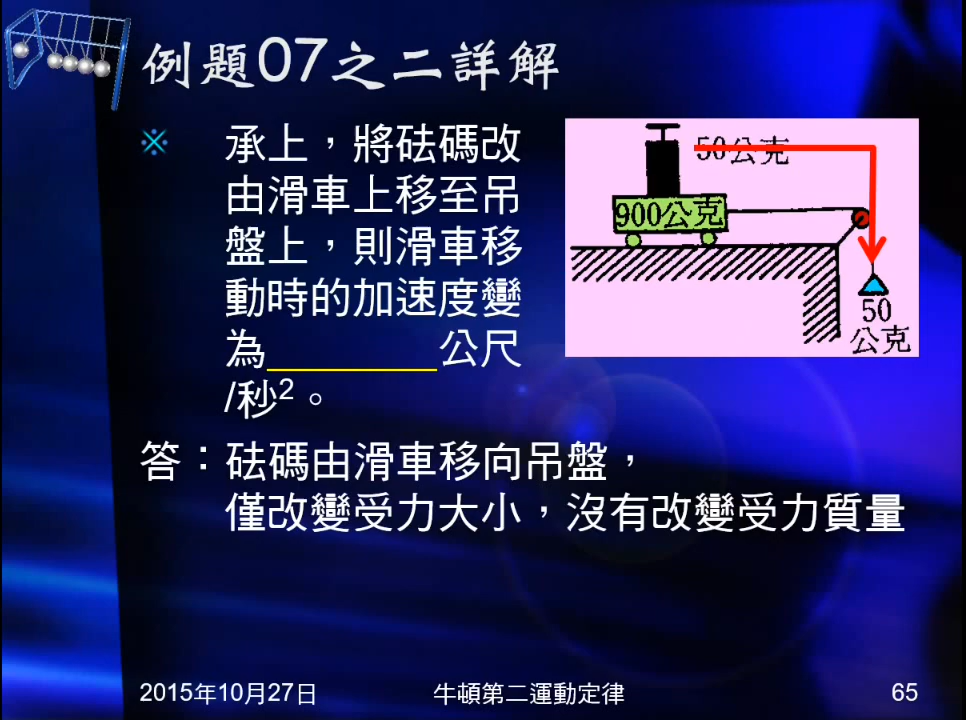 例題07之二詳解
※ 承上，將砝碼改
由滑車上移至吊
盤上，則滑車移
動時的加速度變
為________公尺
/秒²。
50公克
900公克
50
公克
答：砝碼由滑車移向吊盤，
僅改變受力大小，沒有改變受力質量
2015年10月27日
牛頓第二運動定律
65